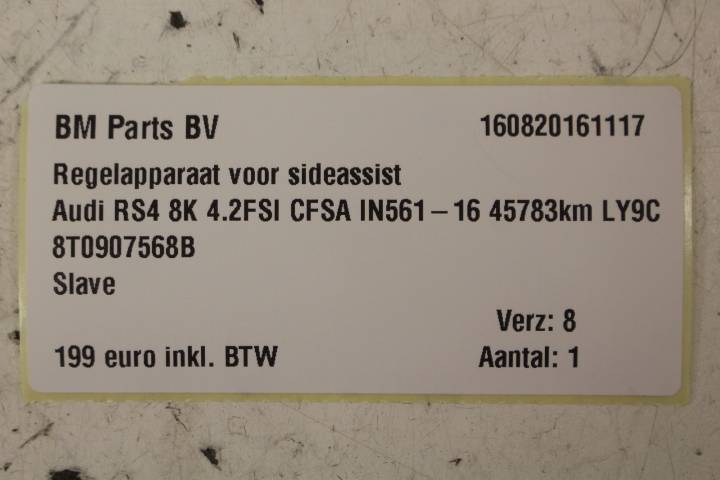 BM Parts BV 160820161117
Regelapparaat voor sideassist
Audi RS4 8K 4.2FSI CFSA IN561-16 45783km LY9C
8T0907568B
Slave
Verz: 8
199 euro inkl. BTW Aantal: 1